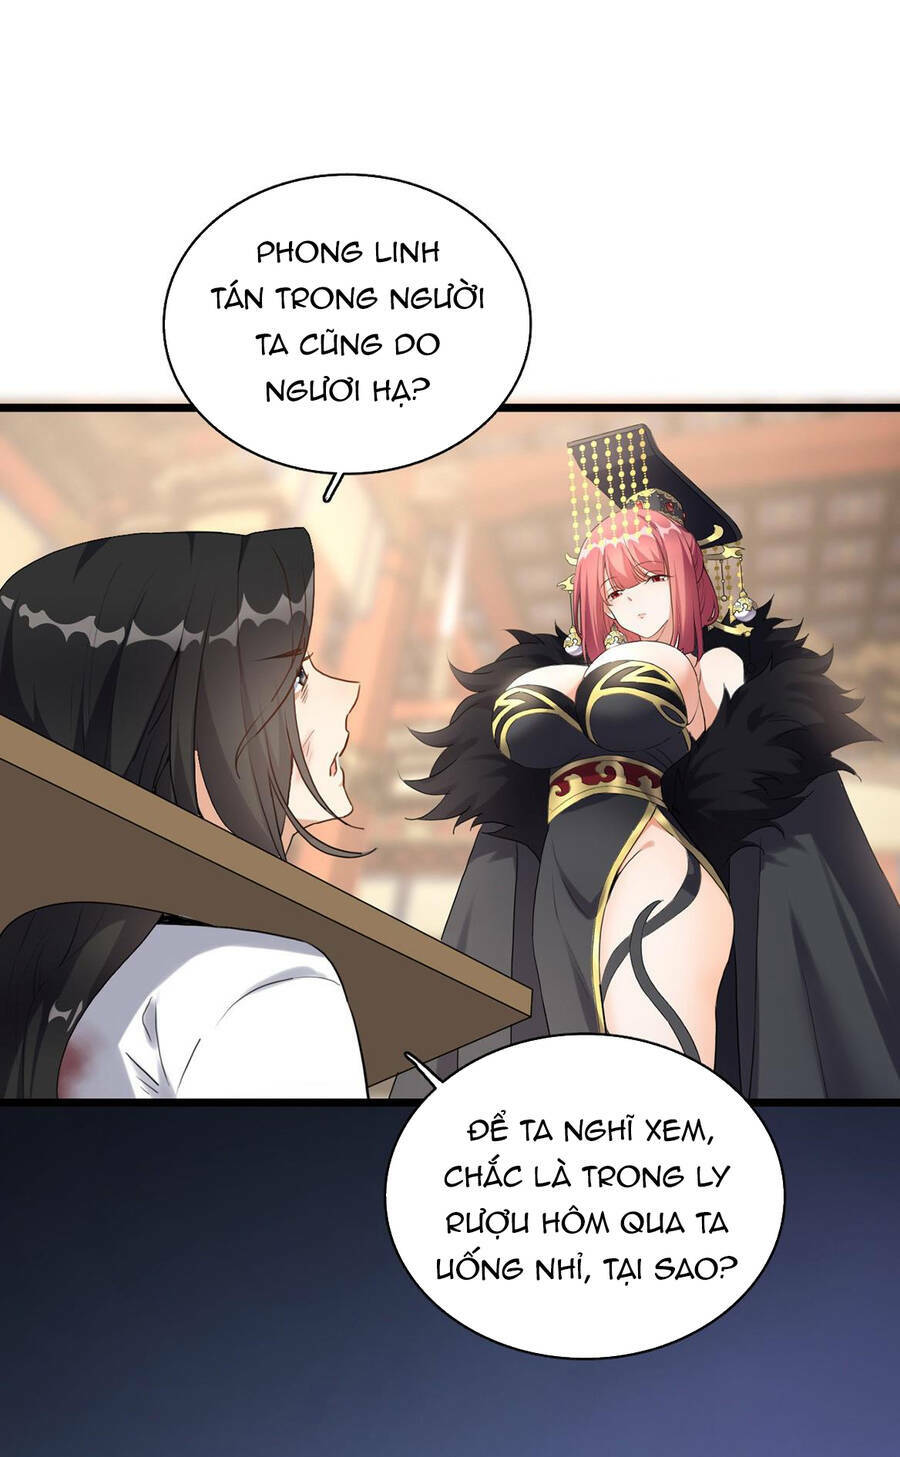 PHONG LINH
TÁN TRONG NGƯỜI
TA CŨNG DO
NGƯƠI HẠ?
ĐỂ TA NGHĨ XEM,
CHẮC LÀ TRONG LY
RƯỢU HÔM QUA TA
UỐNG NHỈ, TẠI SAO?